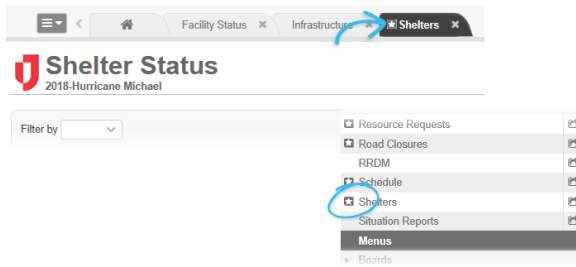 Facility Status
Infrastructure
Shelters
Shelter Status
2018-Hurricane Michael
Filter by
Resource Requests
Road Closures
RRDM
Schedule
Shelters
Situation Reports
Menus
Boards